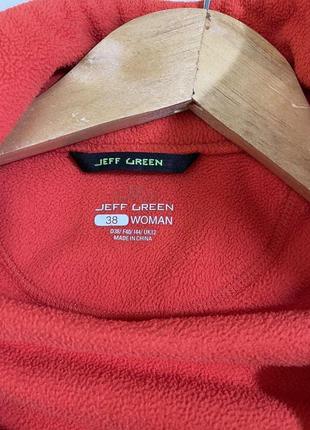 JEFF GREEN
JEFF GREEN
38 WOMAN
D38/ F40/ I44/ UK12
MADE IN CHINA